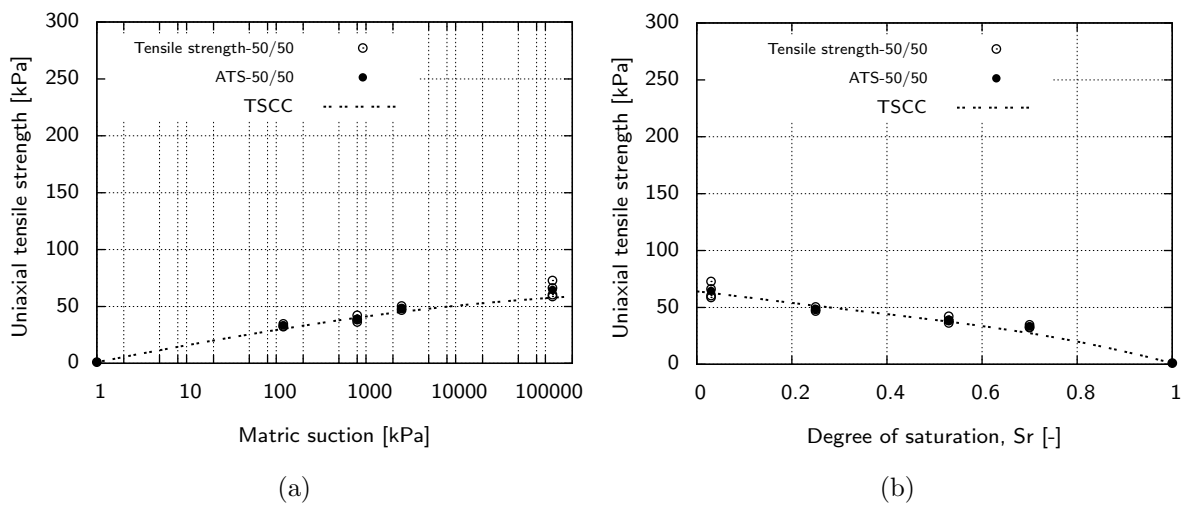 Uniaxial tensile strength [kPa]
300
250
200
150
100
50
0
Tensile strength-50/50
ATS-50/50
TSCC
1 10 100 1000 10000 100000
Matric suction [kPa]
(a)
Uniaxial tensile strength [kPa]
300
250
200
150
100
50
0
Tensile strength-50/50
ATS-50/50
TSCC
0 0.2 0.4 0.6 0.8 1
Degree of saturation, Sr [-]
(b)